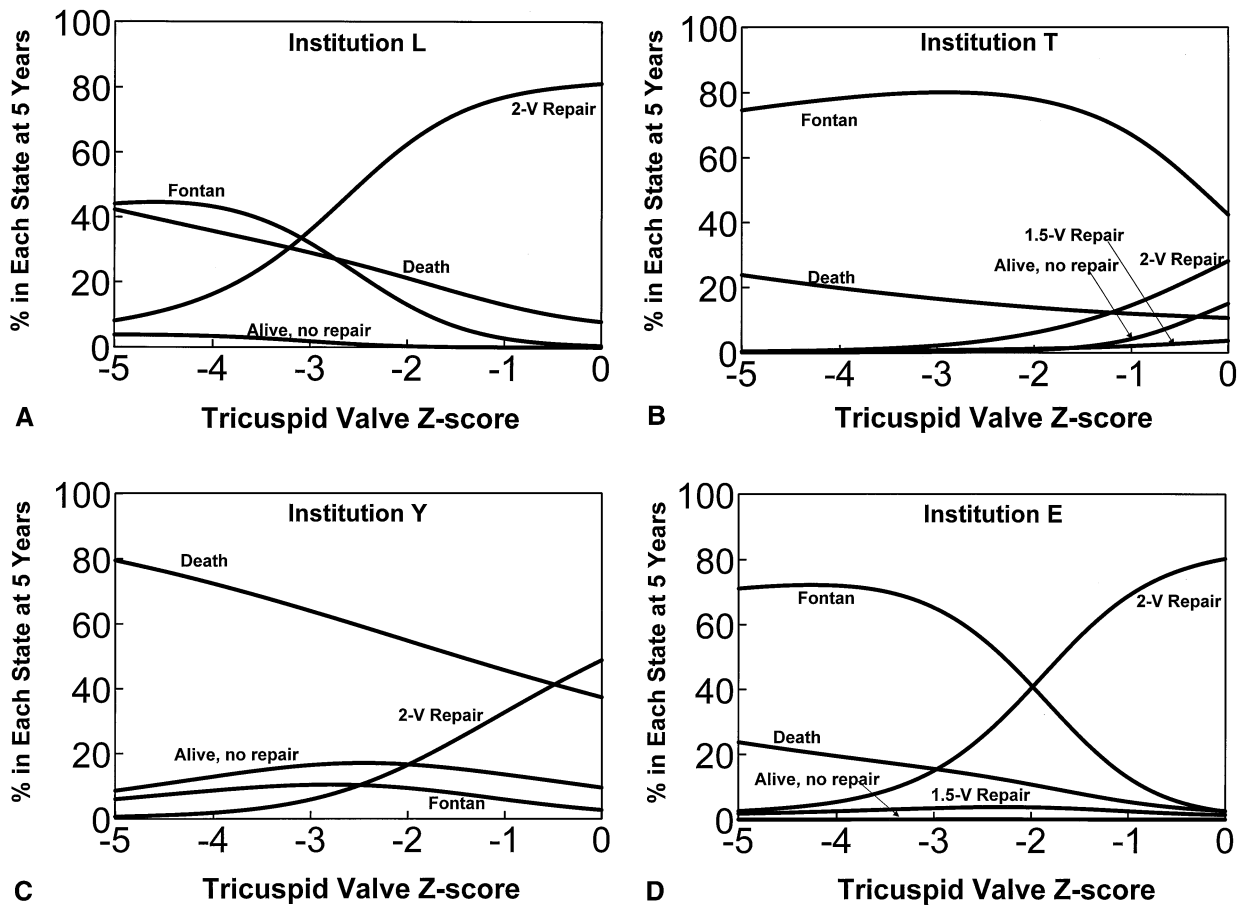 100
80
60
40
20
0
% in Each State at 5 Years
Institution L
2-V Repair
Fontan
Death
Alive, no repair
-5 -4 -3 -2 -1 0
A
Tricuspid Valve Z-score
100
80
60
40
20
0
% in Each State at 5 Years
Institution T
Fontan
1.5-V Repair
2-V Repair
Alive, no repair
Death
-5 -4 -3 -2 -1 0
B
Tricuspid Valve Z-score
100
80
60
40
20
0
% in Each State at 5 Years
Institution Y
Death
2-V Repair
Alive, no repair
Fontan
-5 -4 -3 -2 -1 0
C
Tricuspid Valve Z-score
100
80
60
40
20
0
% in Each State at 5 Years
Institution E
Fontan
2-V Repair
Death
Alive, no repair
1.5-V Repair
-5 -4 -3 -2 -1 0
D
Tricuspid Valve Z-score